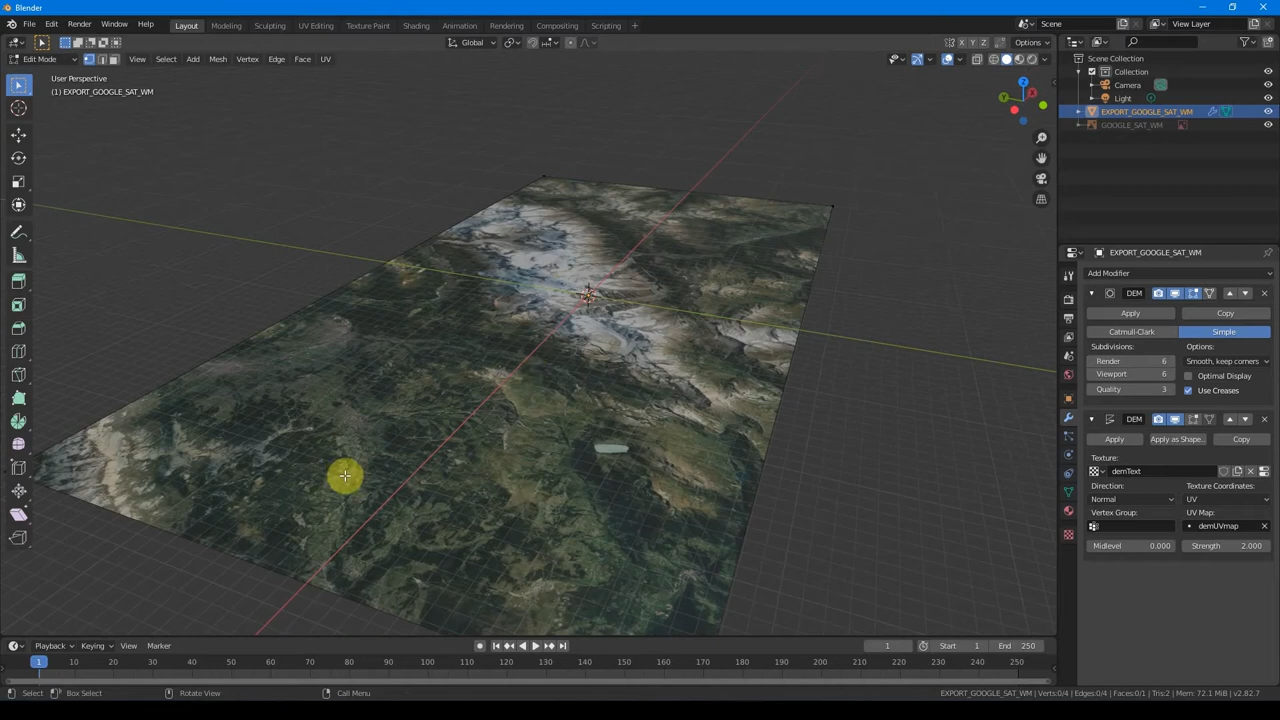 Blender
File Edit Render Window Help Layout Modeling Sculpting UV Editing Texture Paint Shading Animation Rendering Compositing Scripting Scene View Layer
Global X Y Z Options
Edit Mode View Select Add Mesh Vertex Edge Face UV
User Perspective
(1) EXPORT_GOOGLE_SAT_WM
Scene Collection
Collection
Camera
Light
EXPORT_GOOGLE_SAT_WM
GOOGLE_SAT_WM
EXPORT_GOOGLE_SAT_WM
Add Modifier
DEM
Apply Copy
Catmull-Clark Simple
Subdivisions: Options:
Render 6 Smooth, keep corners
Viewport 6 Optimal Display
Quality 3 Use Creases
DEM
Apply Apply as Shape.. Copy
Texture:
demText
Direction: Texture Coordinates:
Normal UV
Vertex Group: UV Map:
demUVmap
Midlevel 0.000 Strength 2.000
Playback Keying View Marker 1 Start 1 End 250
1 10 20 30 40 50 60 70 80 90 100 110 120 130 140 150 160 170 180 190 200 210 220 230 240 250
Select Box Select Rotate View Call Menu EXPORT_GOOGLE_SAT_WM | Verts:0/4 | Edges:0/4 | Faces:0/1 | Tris:2 | Mem: 72.1 MiB | v2.82.7